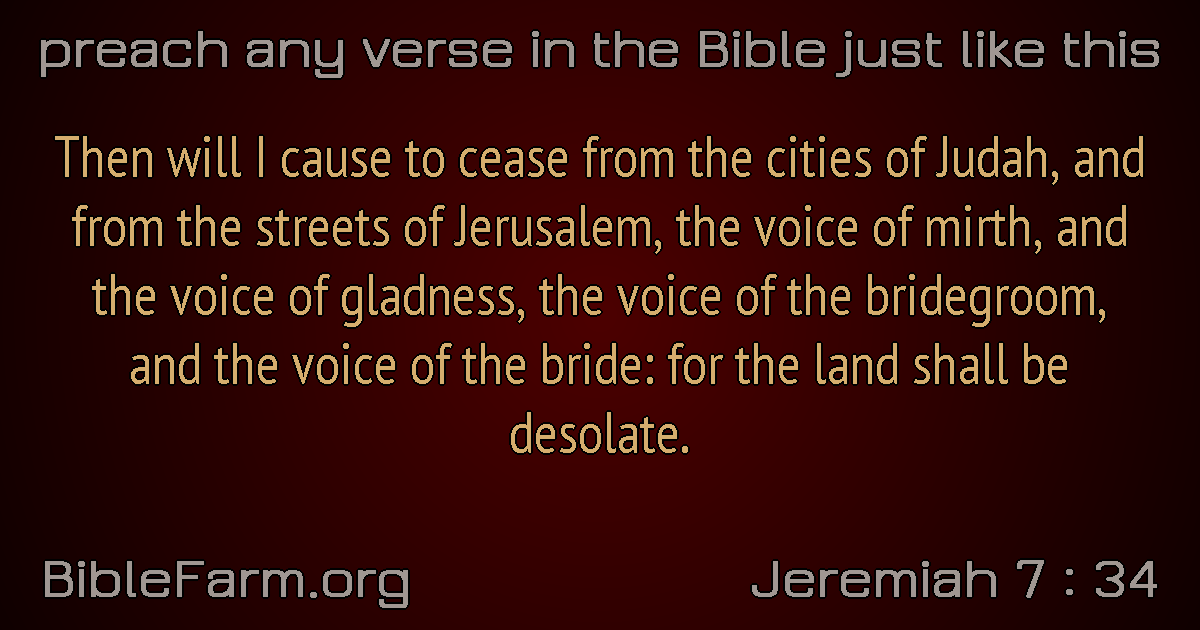 preach any verse in the Bible just like this
Then will I cause to cease from the cities of Judah, and
from the streets of Jerusalem, the voice of mirth, and
the voice of gladness, the voice of the bridegroom,
and the voice of the bride: for the land shall be
desolate.
BibleFarm.org
Jeremiah 7 : 34